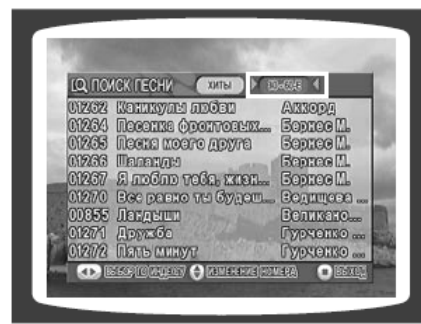 ПОИСК ПЕСНИ ХИТЫ 30-60-Е
01262 Каникулы любви Аккорд
01264 Песенка фронтовых... Бернес М.
01265 Песня моего друга Бернес М.
01266 Шаланды Бернес М.
01267 Я люблю тебя, жизн... Бернес М.
01270 Все равно ты будеш... Ведищева ...
00855 Ландыши Великано...
01271 Дружба Гурченко ...
01272 Пять минут Гурченко ...
ВЫБОР ПО ИНДЕКСУ ИЗМЕНЕНИЕ НОМЕРА ВЫХОД